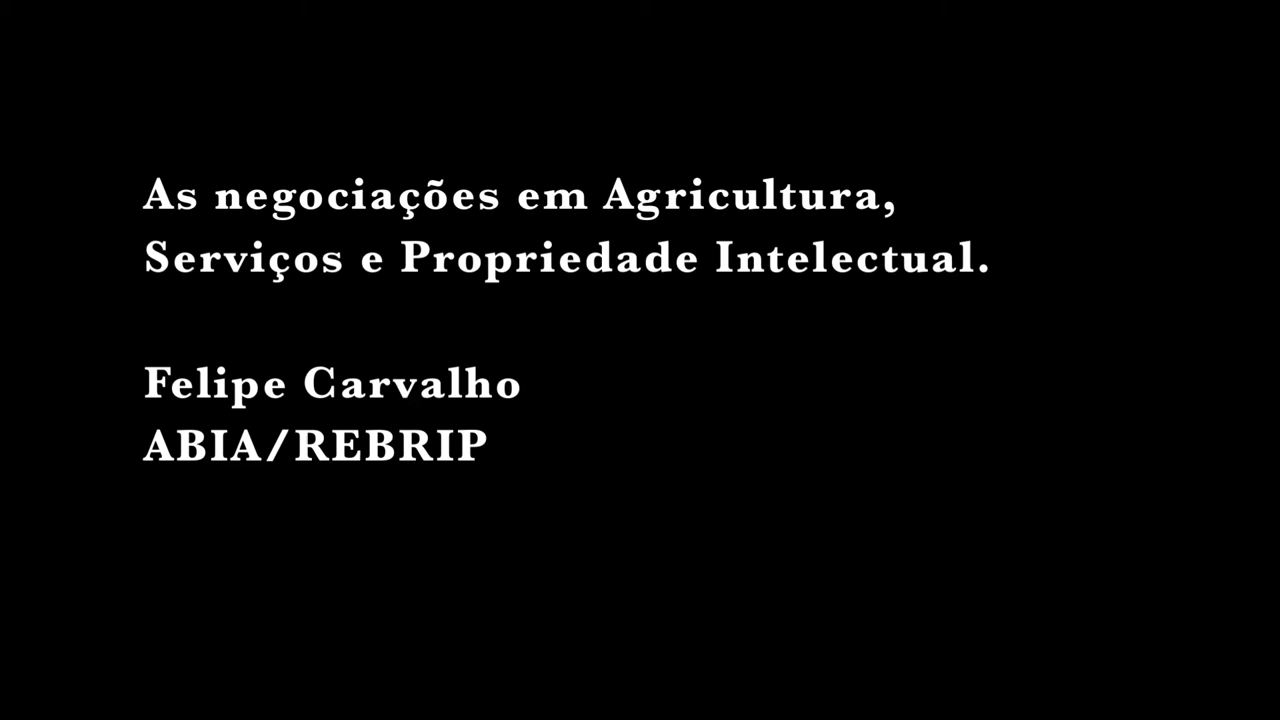 As negociações em Agricultura,
Serviços e Propriedade Intelectual.
Felipe Carvalho
ABIA/REBRIP